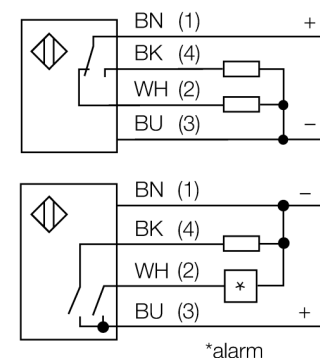 BN (1) +
BK (4)
WH (2)
BU (3) −
BN (1) −
BK (4)
WH (2) *
BU (3) +
*alarm